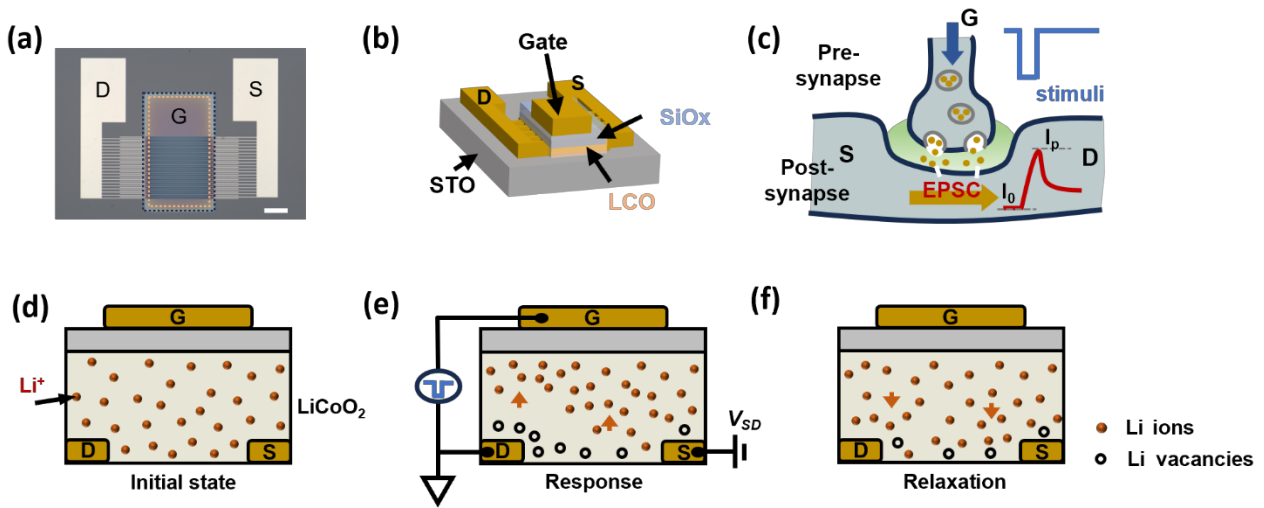 (a)
D
S
G
(b)
Gate
D
S
SiOx
STO
LCO
(c)
G
Pre-
synapse
stimuli
S
D
Post-
synapse
EPSC
I0
Ip
(d)
G
Li+
LiCoO2
D
S
Initial state
(e)
G
VSD
D
S
Response
(f)
G
D
S
Relaxation
Li ions
Li vacancies